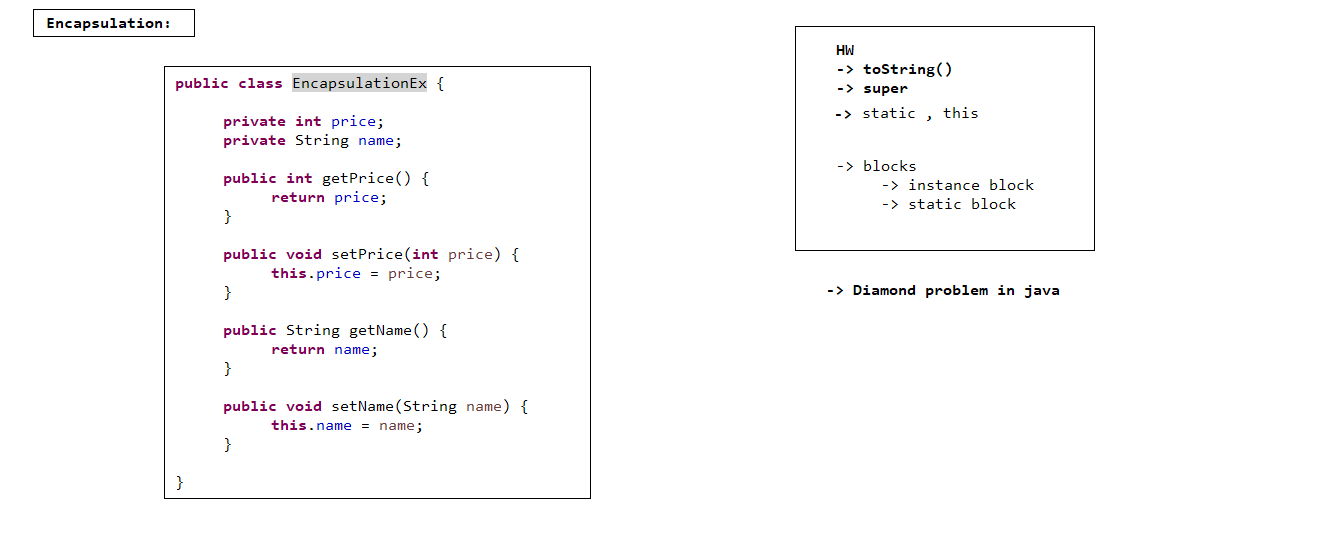 Encapsulation:
public class EncapsulationEx {
private int price;
private String name;
public int getPrice() {
return price;
}
public void setPrice(int price) {
this.price = price;
}
public String getName() {
return name;
}
public void setName(String name) {
this.name = name;
}
}
HW
-> toString()
-> super
-> static , this
-> blocks
-> instance block
-> static block
-> Diamond problem in java